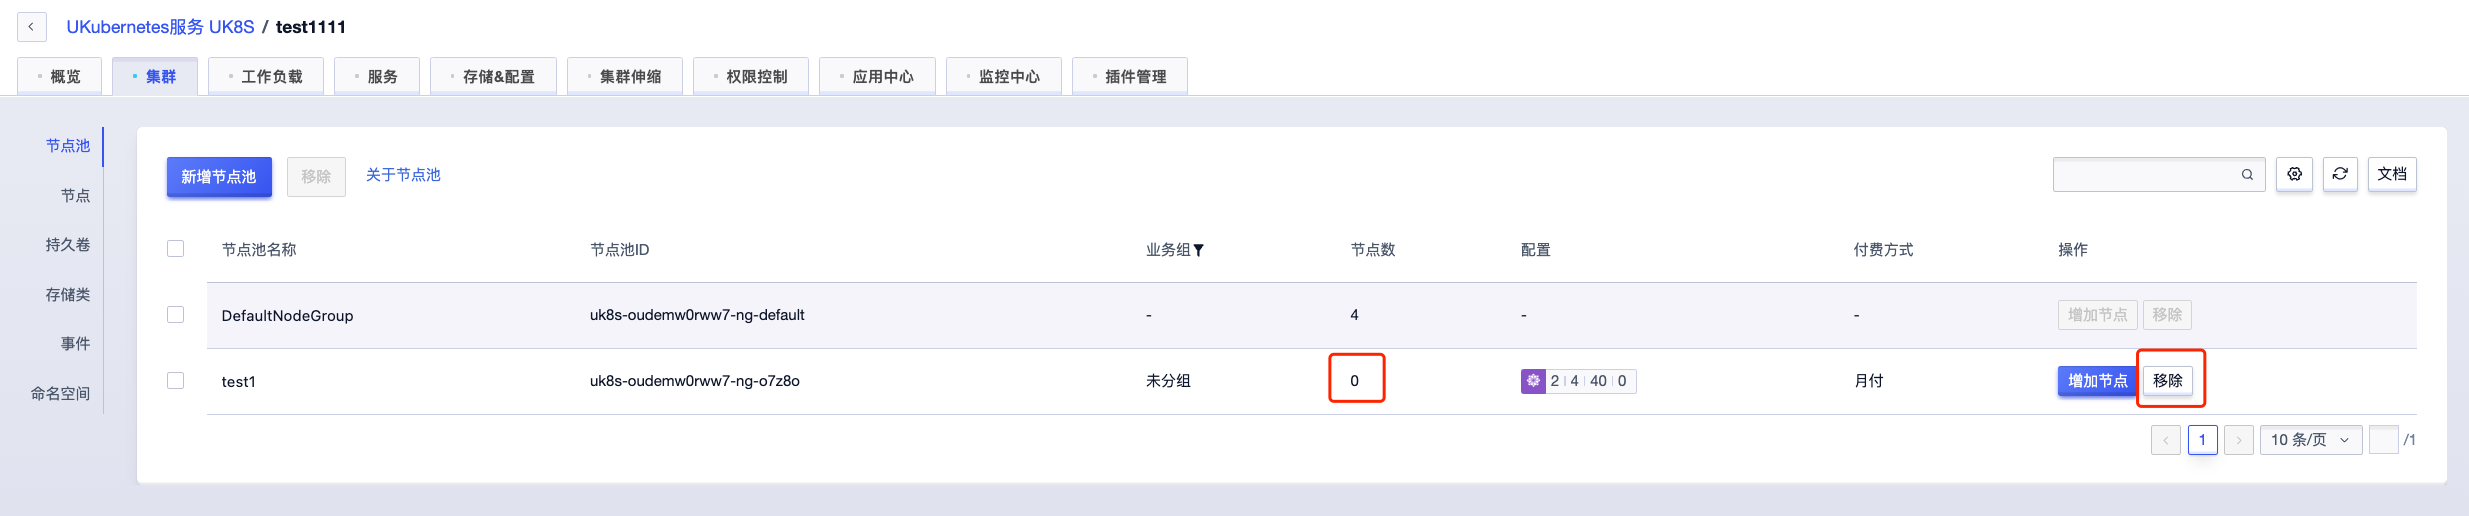 UKubernetes服务 UK8S / test1111
概览 集群 工作负载 服务 存储&配置 集群伸缩 权限控制 应用中心 监控中心 插件管理
节点池
节点
持久卷
存储类
事件
命名空间
新增节点池 移除 关于节点池 文档
节点池名称 节点池ID 业务组 节点数 配置 付费方式 操作
DefaultNodeGroup uk8s-oudemw0rww7-ng-default - 4 - - 增加节点 移除
test1 uk8s-oudemw0rww7-ng-o7z8o 未分组 0 2 | 4 | 40 | 0 月付 增加节点 移除
1 10 条/页 /1